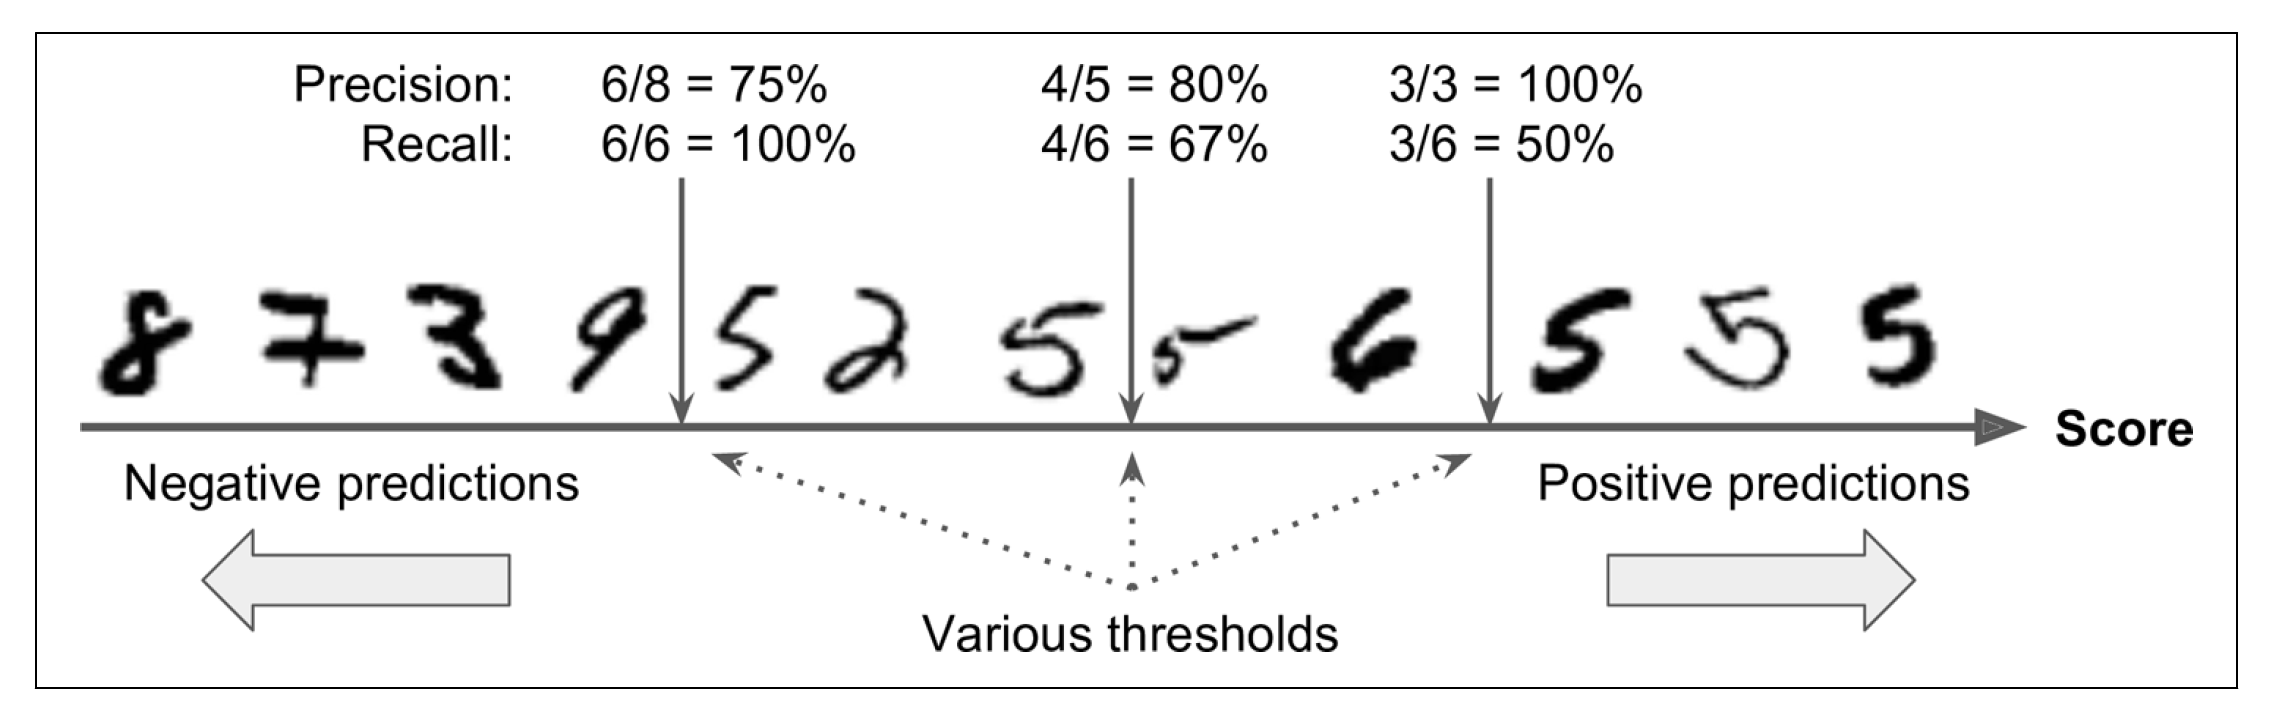 Precision: 6/8 = 75% 4/5 = 80% 3/3 = 100%
Recall: 6/6 = 100% 4/6 = 67% 3/6 = 50%
8 7 3 9 5 2 5 5 6 5 5 5
Score
Negative predictions Positive predictions
Various thresholds